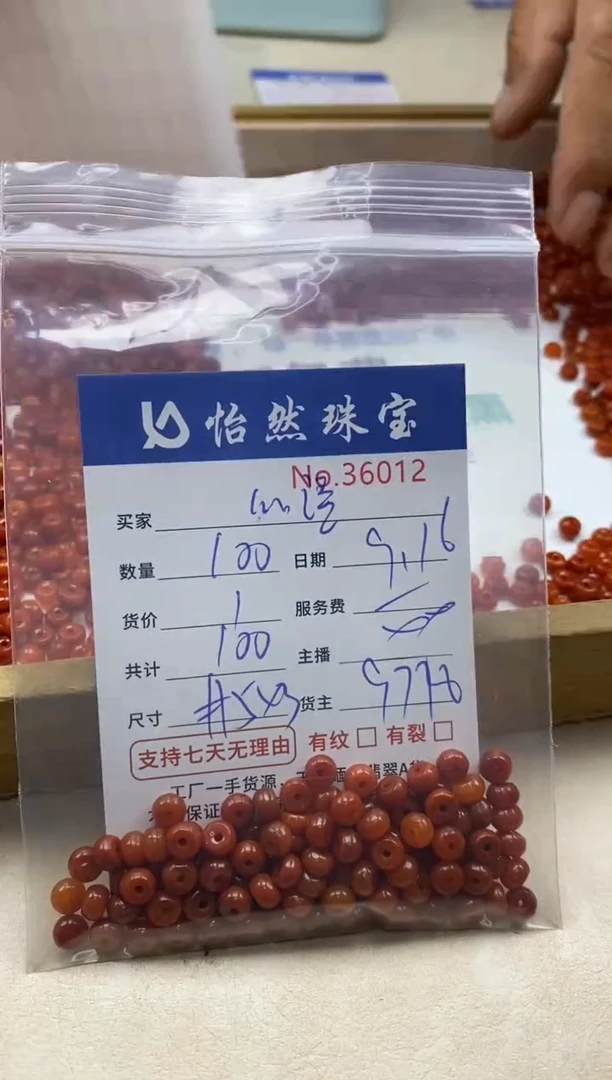 怡然珠宝
No.36012
买家
数量 100 日期 9.16
货价 1 服务费
共计 100 主播
尺寸 货主
支持七天无理由 有纹 有裂
工厂一手货源
保证